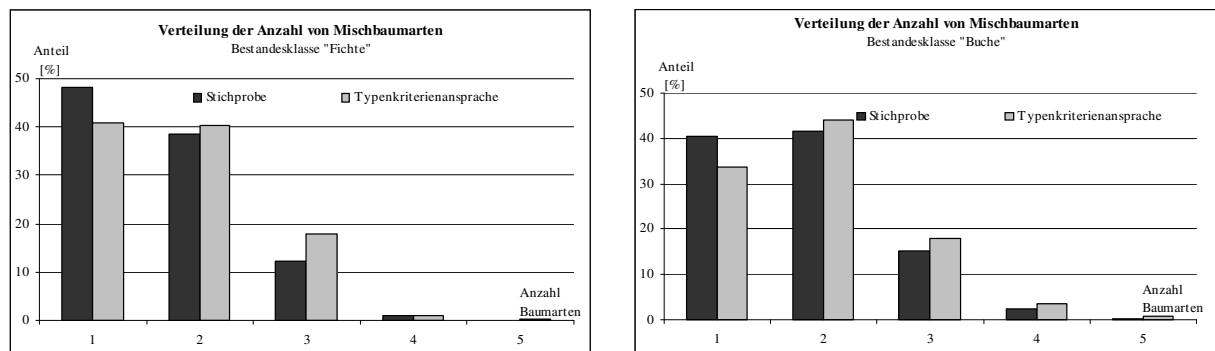 Verteilung der Anzahl von Mischbaumarten
Bestandesklasse "Fichte"
Anteil
[%]
50
Stichprobe
Typenkriterienansprache
40
30
20
10
0
Anzahl
Baumarten
1 2 3 4 5
Verteilung der Anzahl von Mischbaumarten
Bestandesklasse "Buche"
Anteil
[%]
50
Stichprobe
Typenkriterienansprache
40
30
20
10
0
Anzahl
Baumarten
1 2 3 4 5